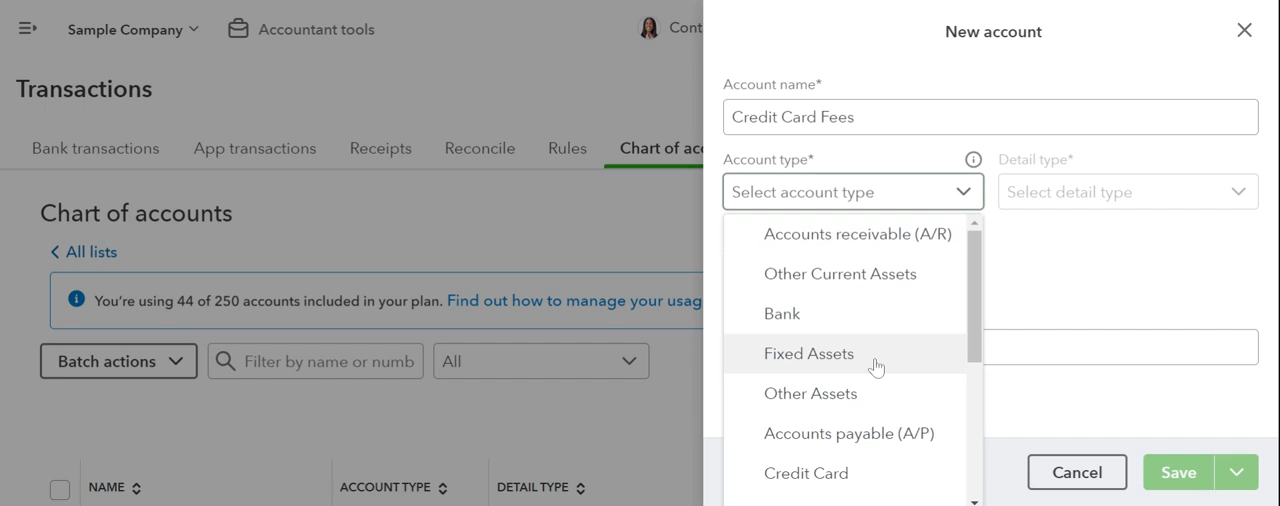 Sample Company
Accountant tools
Cont
Transactions
Bank transactions App transactions Receipts Reconcile Rules Chart of acc
Chart of accounts
All lists
You're using 44 of 250 accounts included in your plan. Find out how to manage your usag
Batch actions Filter by name or numb All
NAME ACCOUNT TYPE DETAIL TYPE
New account
Account name*
Credit Card Fees
Account type* Detail type*
Select account type Select detail type
Accounts receivable (A/R)
Other Current Assets
Bank
Fixed Assets
Other Assets
Accounts payable (A/P)
Credit Card
Cancel Save